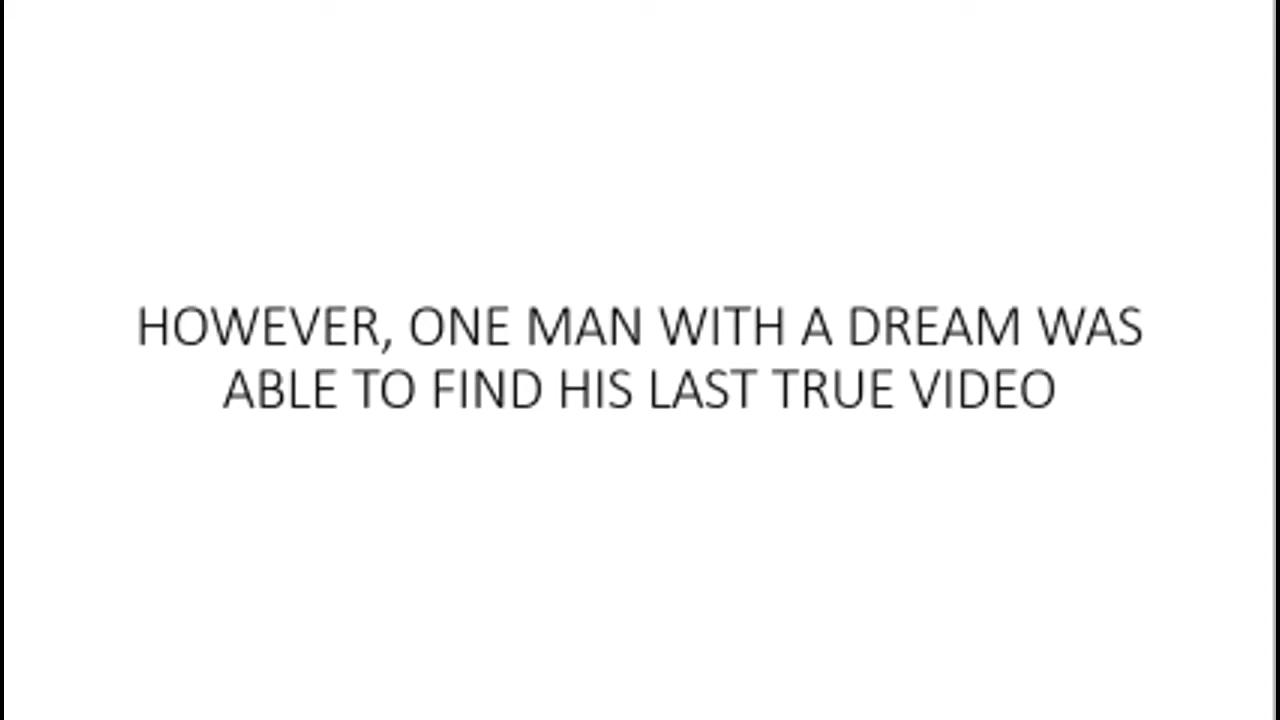 HOWEVER, ONE MAN WITH A DREAM WAS
ABLE TO FIND HIS LAST TRUE VIDEO